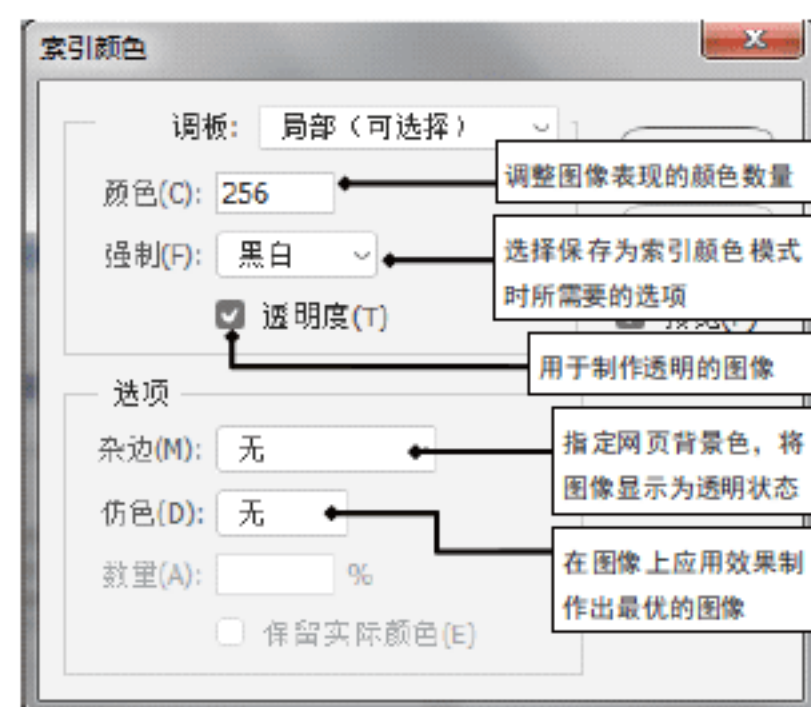 索引颜色
调板: 局部（可选择）
颜色(C): 256
调整图像表现的颜色数量
强制(F): 黑白
选择保存为索引颜色模式
时所需要的选项
透明度(T)
用于制作透明的图像
选项
杂边(M): 无
指定网页背景色，将
图像显示为透明状态
仿色(D): 无
在图像上应用效果制
作出最优的图像
数量(A): %
保留实际颜色(E)